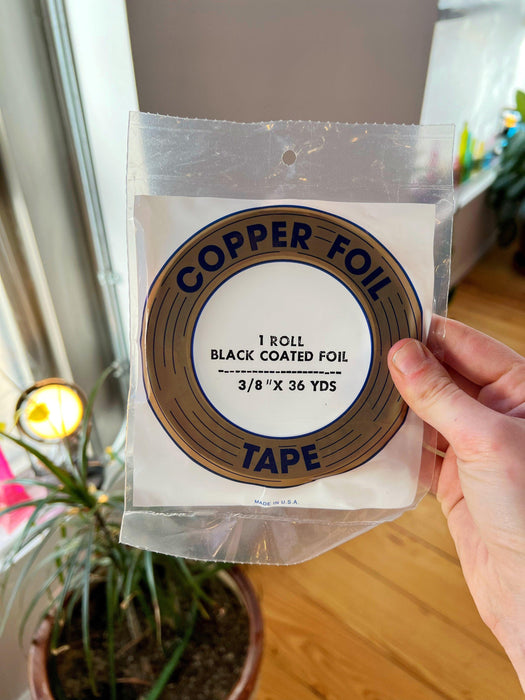 COPPER FOIL
1 ROLL
BLACK COATED FOIL
3/8" X 36 YDS
TAPE
MADE IN U.S.A.